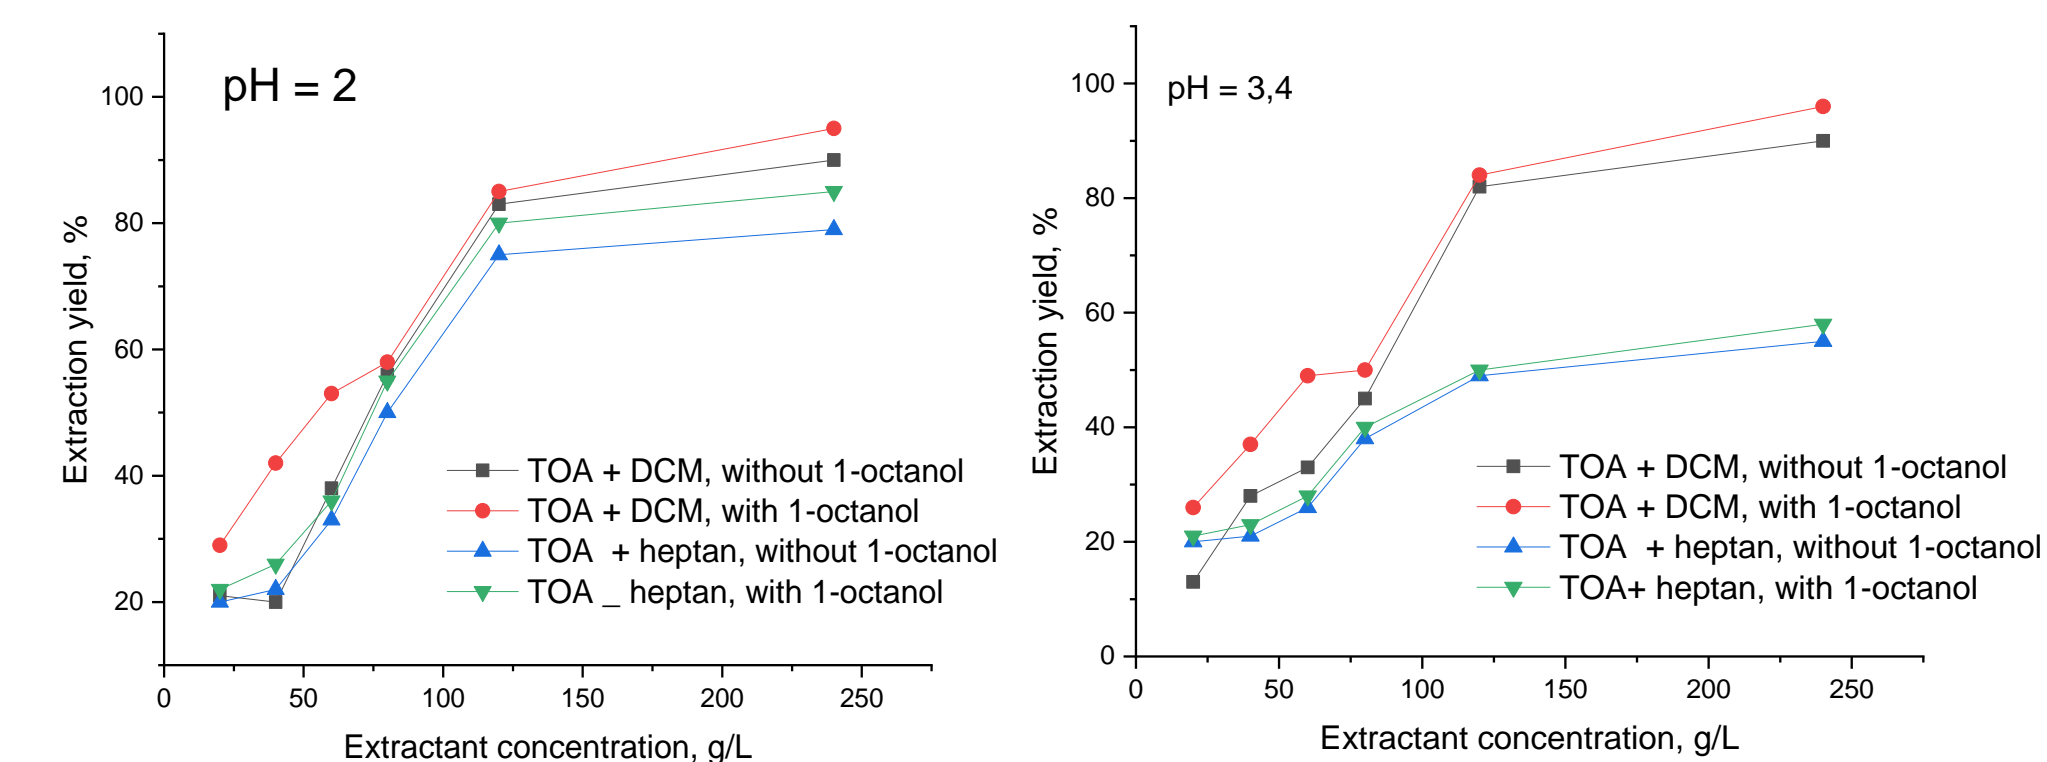 pH = 2
Extraction yield, %
100
80
60
40
20
TOA + DCM, without 1-octanol
TOA + DCM, with 1-octanol
TOA  + heptan, without 1-octanol
TOA _ heptan, with 1-octanol
0
50
100
150
200
250
Extractant concentration, g/L
pH = 3,4
Extraction yield, %
100
80
60
40
20
0
TOA + DCM, without 1-octanol
TOA + DCM, with 1-octanol
TOA  + heptan, without 1-octanol
TOA+ heptan, with 1-octanol
0
50
100
150
200
250
Extractant concentration, g/L